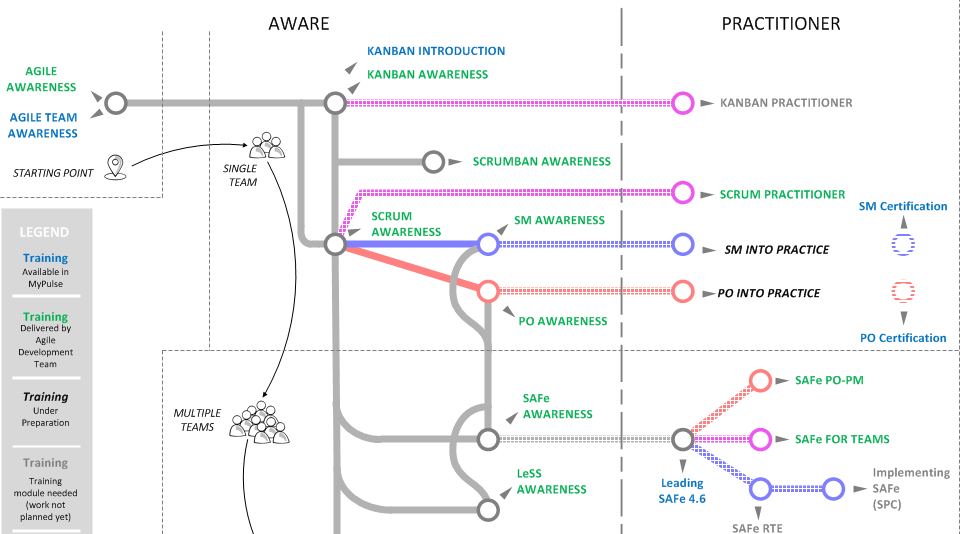 AWARE
PRACTITIONER
KANBAN INTRODUCTION
KANBAN AWARENESS
AGILE
AWARENESS
AGILE TEAM
AWARENESS
KANBAN PRACTITIONER
STARTING POINT
SINGLE
TEAM
SCRUMBAN AWARENESS
SCRUM PRACTITIONER
SCRUM
AWARENESS
SM AWARENESS
SM Certification
SM INTO PRACTICE
PO INTO PRACTICE
PO AWARENESS
PO Certification
LEGEND
Training
Available in
MyPulse
Training
Delivered by
Agile
Development
Team
Training
Under
Preparation
Training
Training
module needed
(work not
planned yet)
MULTIPLE
TEAMS
SAFe
AWARENESS
SAFe PO-PM
SAFe FOR TEAMS
LeSS
AWARENESS
Leading
SAFe 4.6
Implementing
SAFe
(SPC)
SAFe RTE